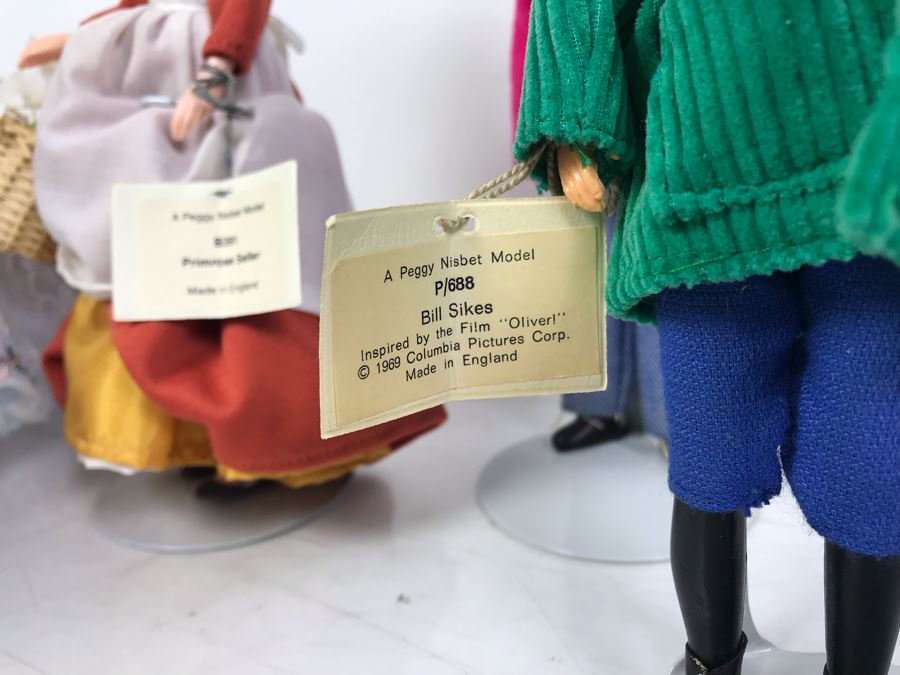 A Peggy Nisbet Model
Primrose Seller
Made in England
A Peggy Nisbet Model
P/688
Bill Sikes
Inspired by the Film "Oliver!"
© 1969 Columbia Pictures Corp.
Made in England